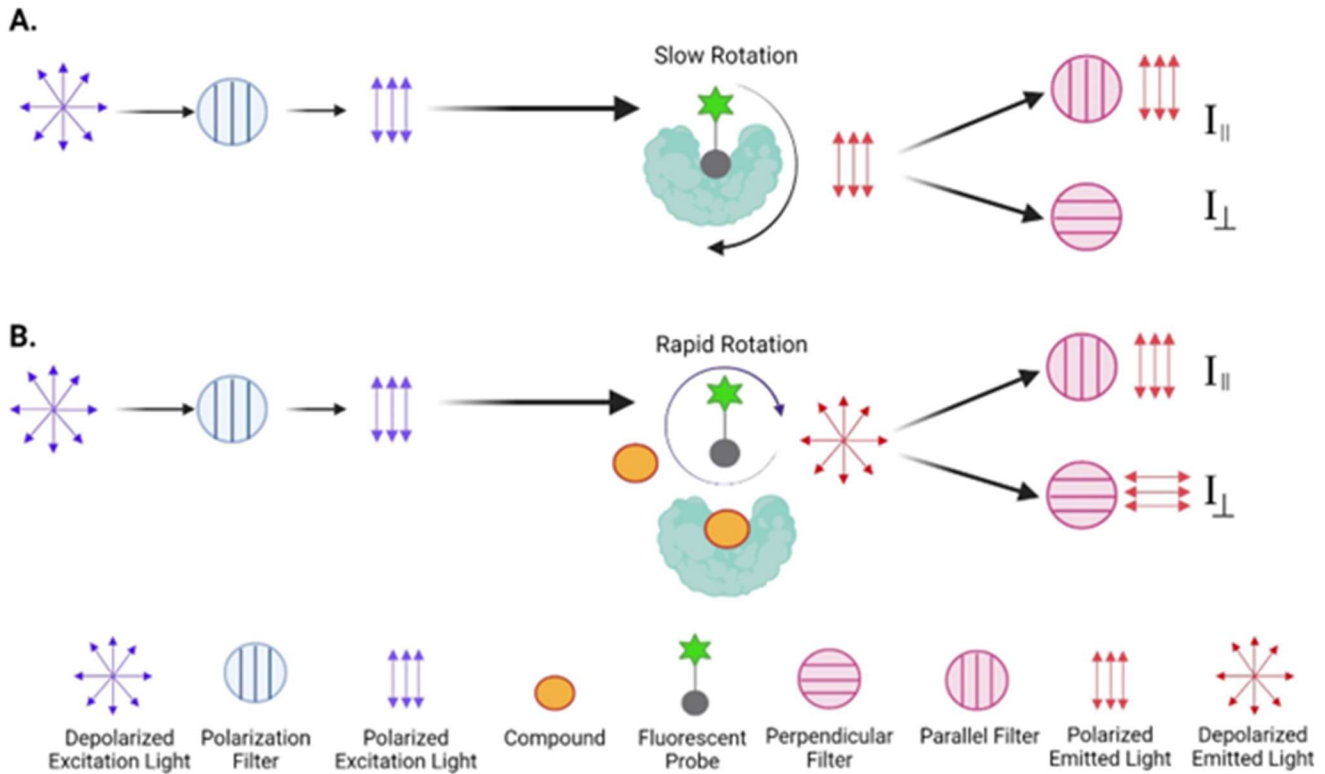 A.
Slow Rotation
I||
I⊥
B.
Rapid Rotation
I||
I⊥
Depolarized
Excitation Light
Polarization
Filter
Polarized
Excitation Light
Compound
Fluorescent
Probe
Perpendicular
Filter
Parallel Filter
Polarized
Emitted Light
Depolarized
Emitted Light